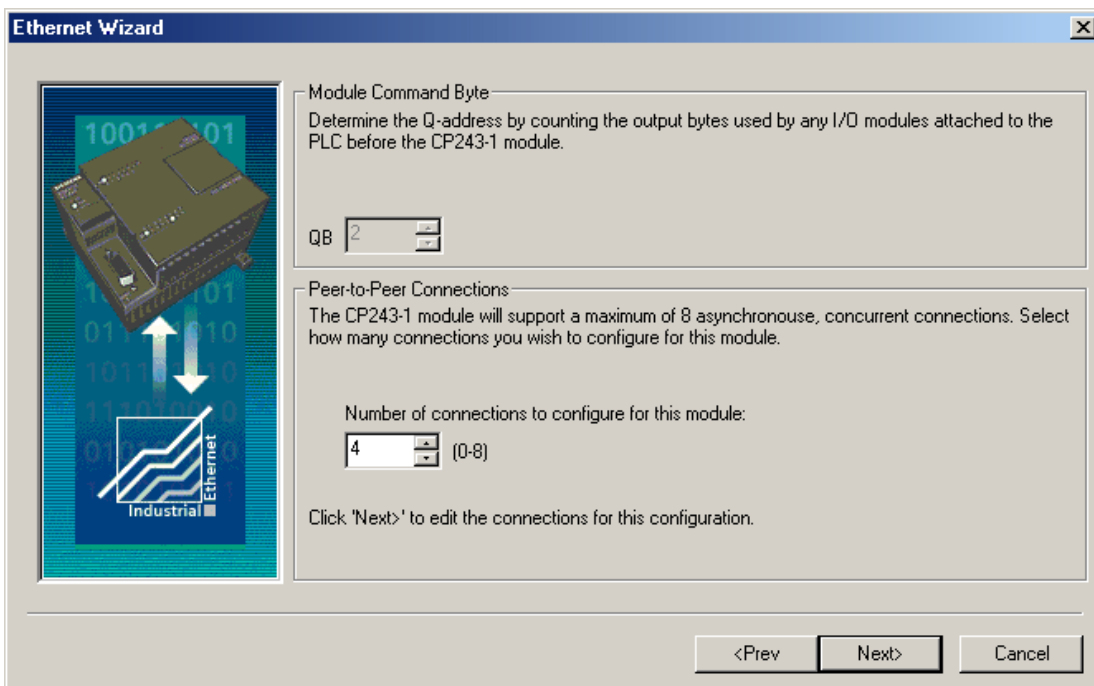 Ethernet Wizard
Module Command Byte
Determine the Q-address by counting the output bytes used by any I/O modules attached to the
PLC before the CP243-1 module.
QB 2
Peer-to-Peer Connections
The CP243-1 module will support a maximum of 8 asynchronouse, concurrent connections. Select
how many connections you wish to configure for this module.
Number of connections to configure for this module:
4 (0-8)
Click 'Next>' to edit the connections for this configuration.
Industrial
Ethernet
<Prev
Next>
Cancel